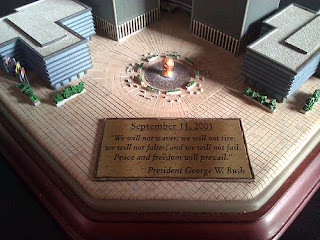 September 11, 2001
"We will not waver; we will not tire;
we will not falter; and we will not fail.
Peace and freedom will prevail."
President George W. Bush